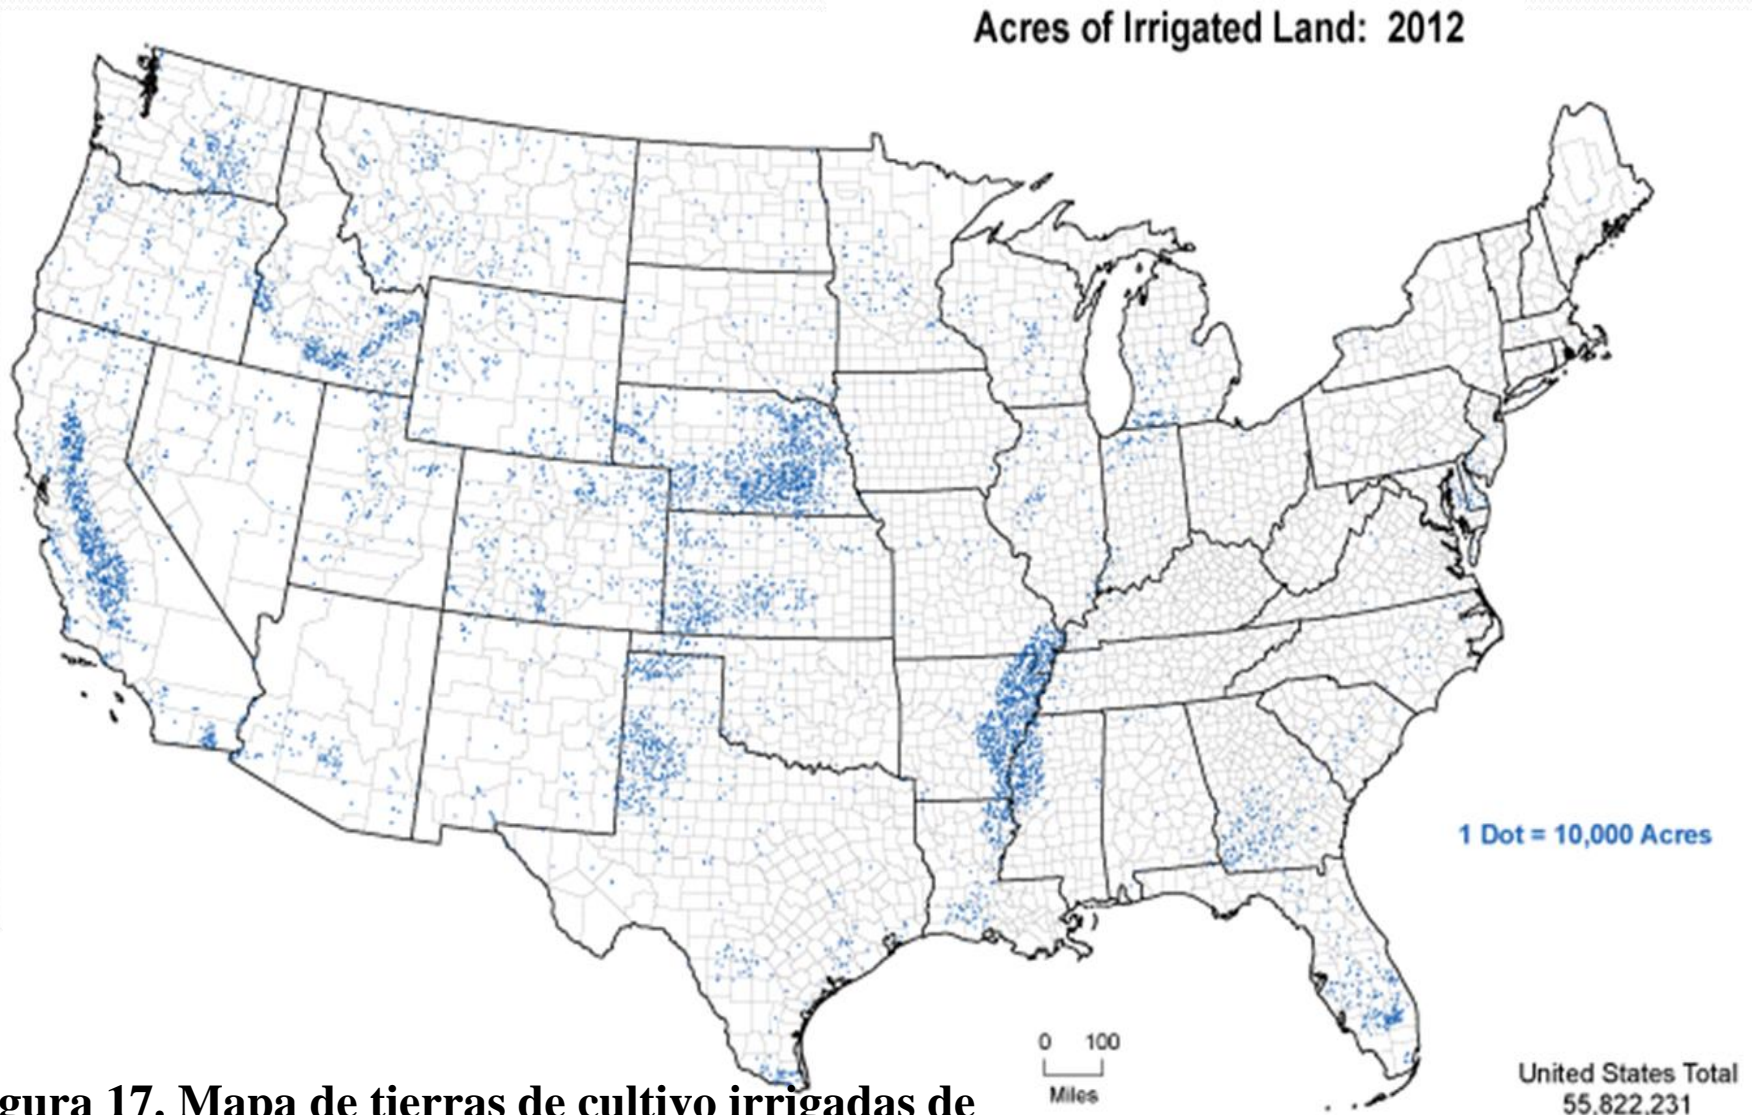 Acres of Irrigated Land: 2012
1 Dot = 10,000 Acres
0 100
Miles
United States Total
55,822,231
gura 17. Mapa de tierras de cultivo irrigadas de